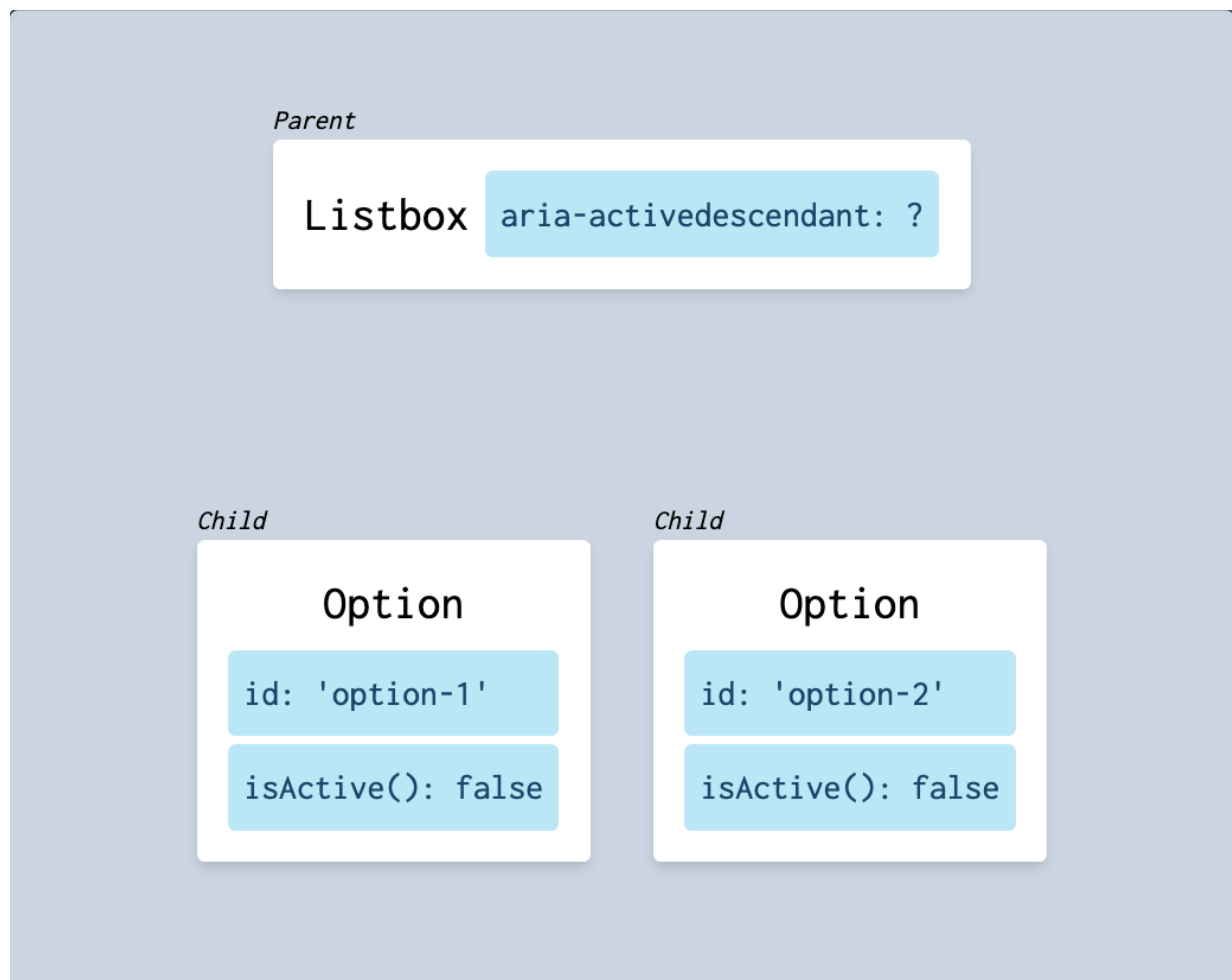 Parent
Listbox aria-activedescendant: ?
Child
Option
id: 'option-1'
isActive(): false
Child
Option
id: 'option-2'
isActive(): false